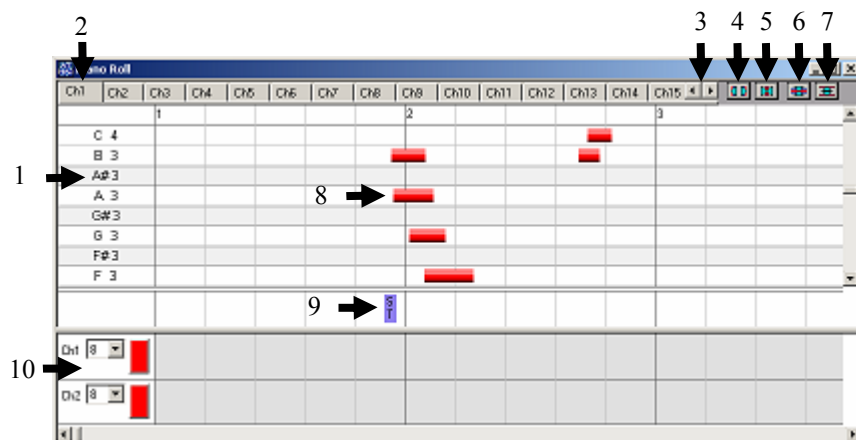 2 3 4 5 6 7
ano Roll
Ch1 Ch2 Ch3 Ch4 Ch5 Ch6 Ch7 Ch8 Ch9 Ch10 Ch11 Ch12 Ch13 Ch14 Ch15
1 2 3
C 4
B 3
1 A#3
A 3 8
G#3
G 3
F#3
F 3
9 ST
Ch1 8
10
Ch2 8